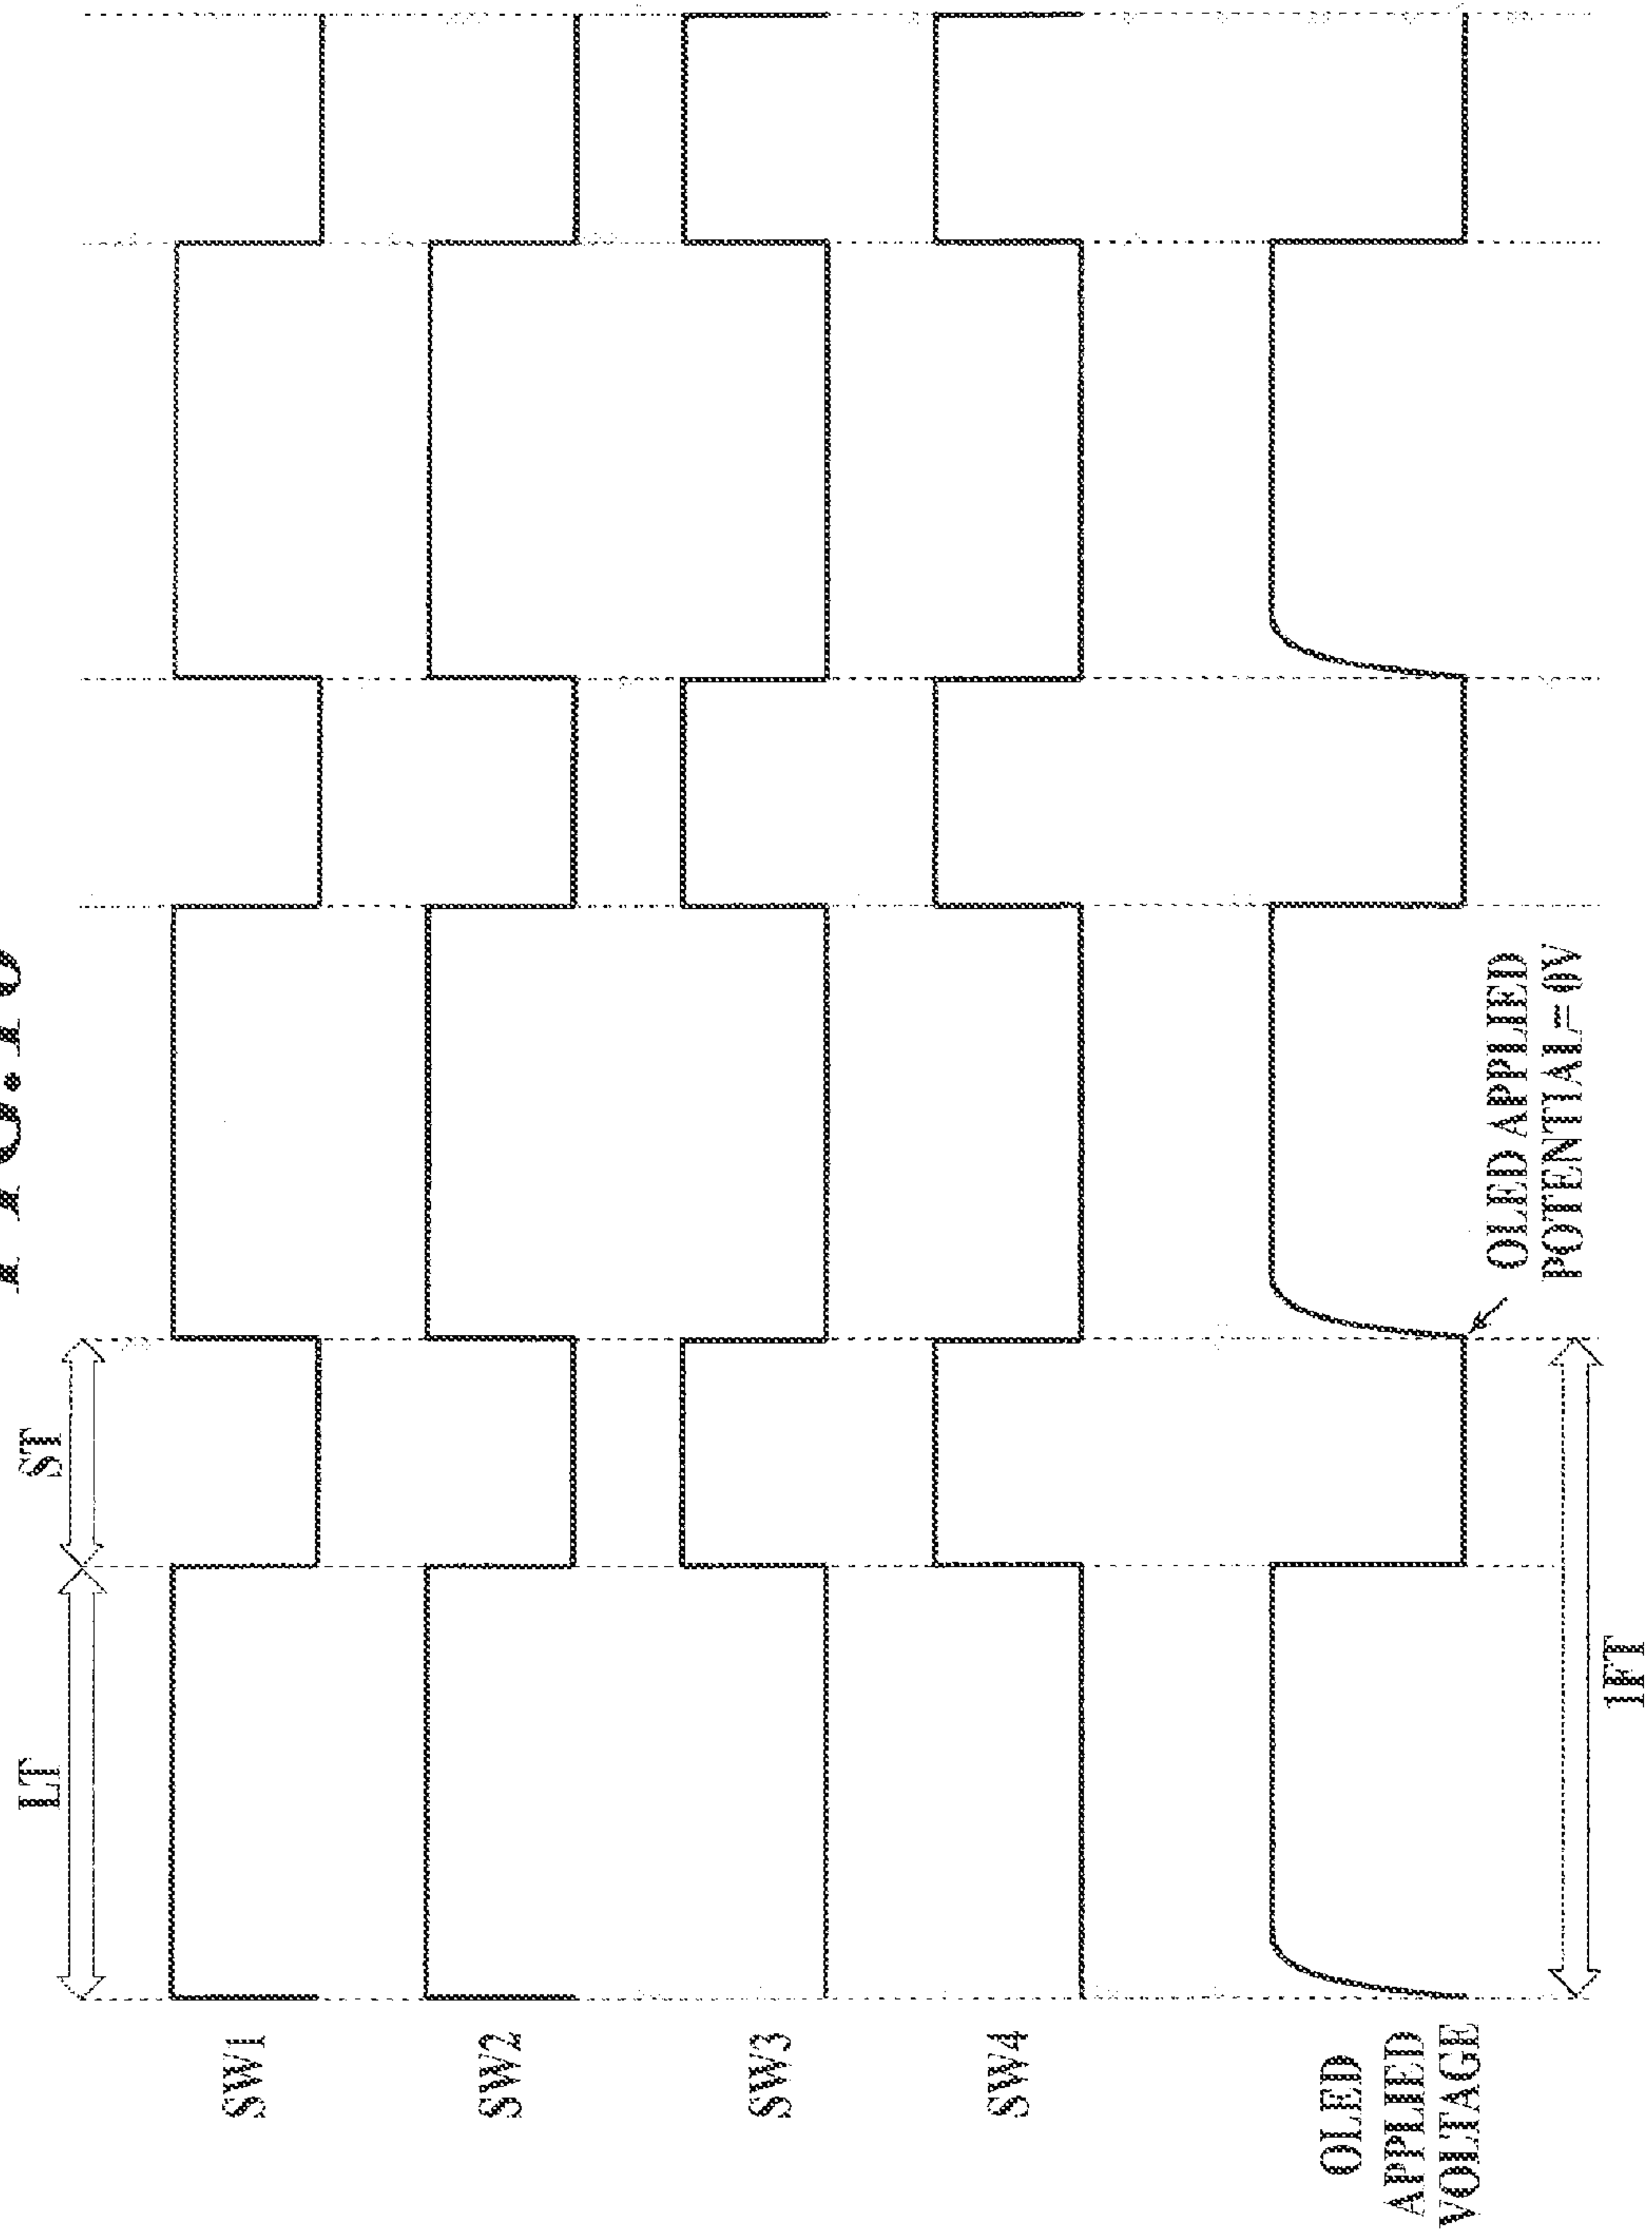 LT
ST
SW1
SW2
SW3
SW4
OLED
APPLIED
VOLTAGE
OLED APPLIED
POTENTIAL=0V
1FT